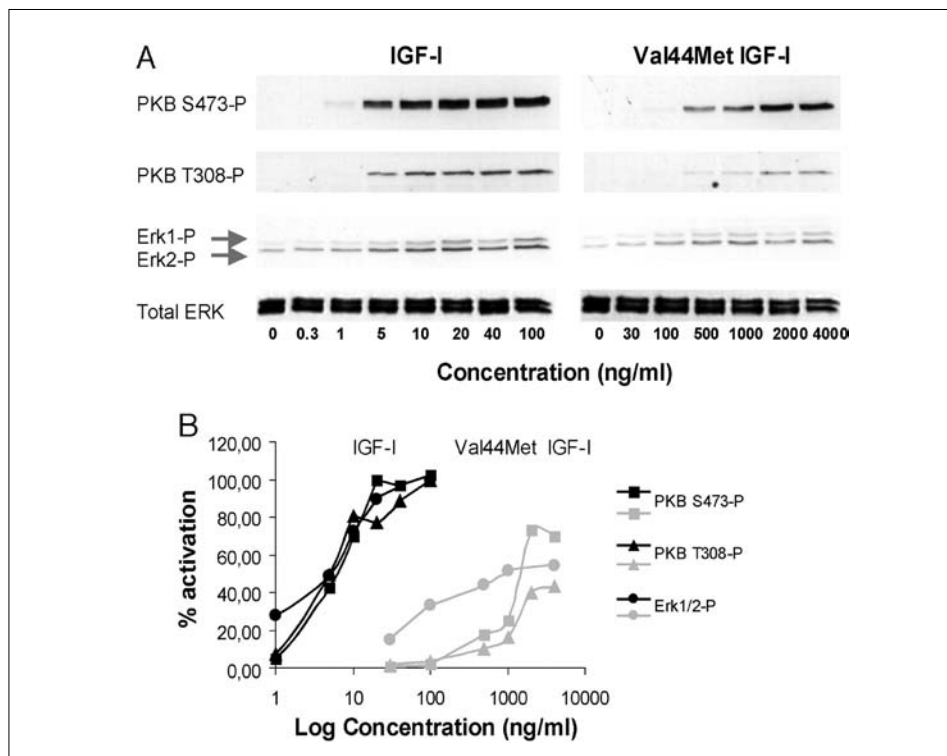 A
IGF-I Val44Met IGF-I
PKB S473-P
PKB T308-P
Erk1-P
Erk2-P
Total ERK
0 0.3 1 5 10 20 40 100 0 30 100 500 1000 2000 4000
Concentration (ng/ml)
B
IGF-I Val44Met IGF-I
% activation
120,00
100,00
80,00
60,00
40,00
20,00
0,00
1 10 100 1000 10000
Log Concentration (ng/ml)
PKB S473-P
PKB T308-P
Erk1/2-P